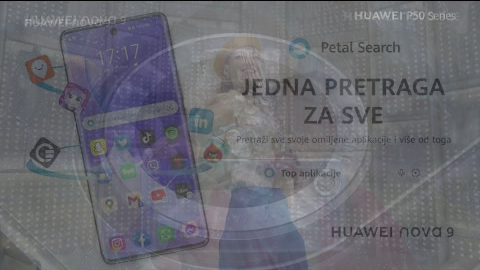 HUAWEI nova 9
HUAWEI P50 Series
17:17
Petal Search
JEDNA PRETRAGA
ZA SVE
Pretraži sve svoje omiljene aplikacije i više od toga
Top aplikacije
HUAWEI nova 9